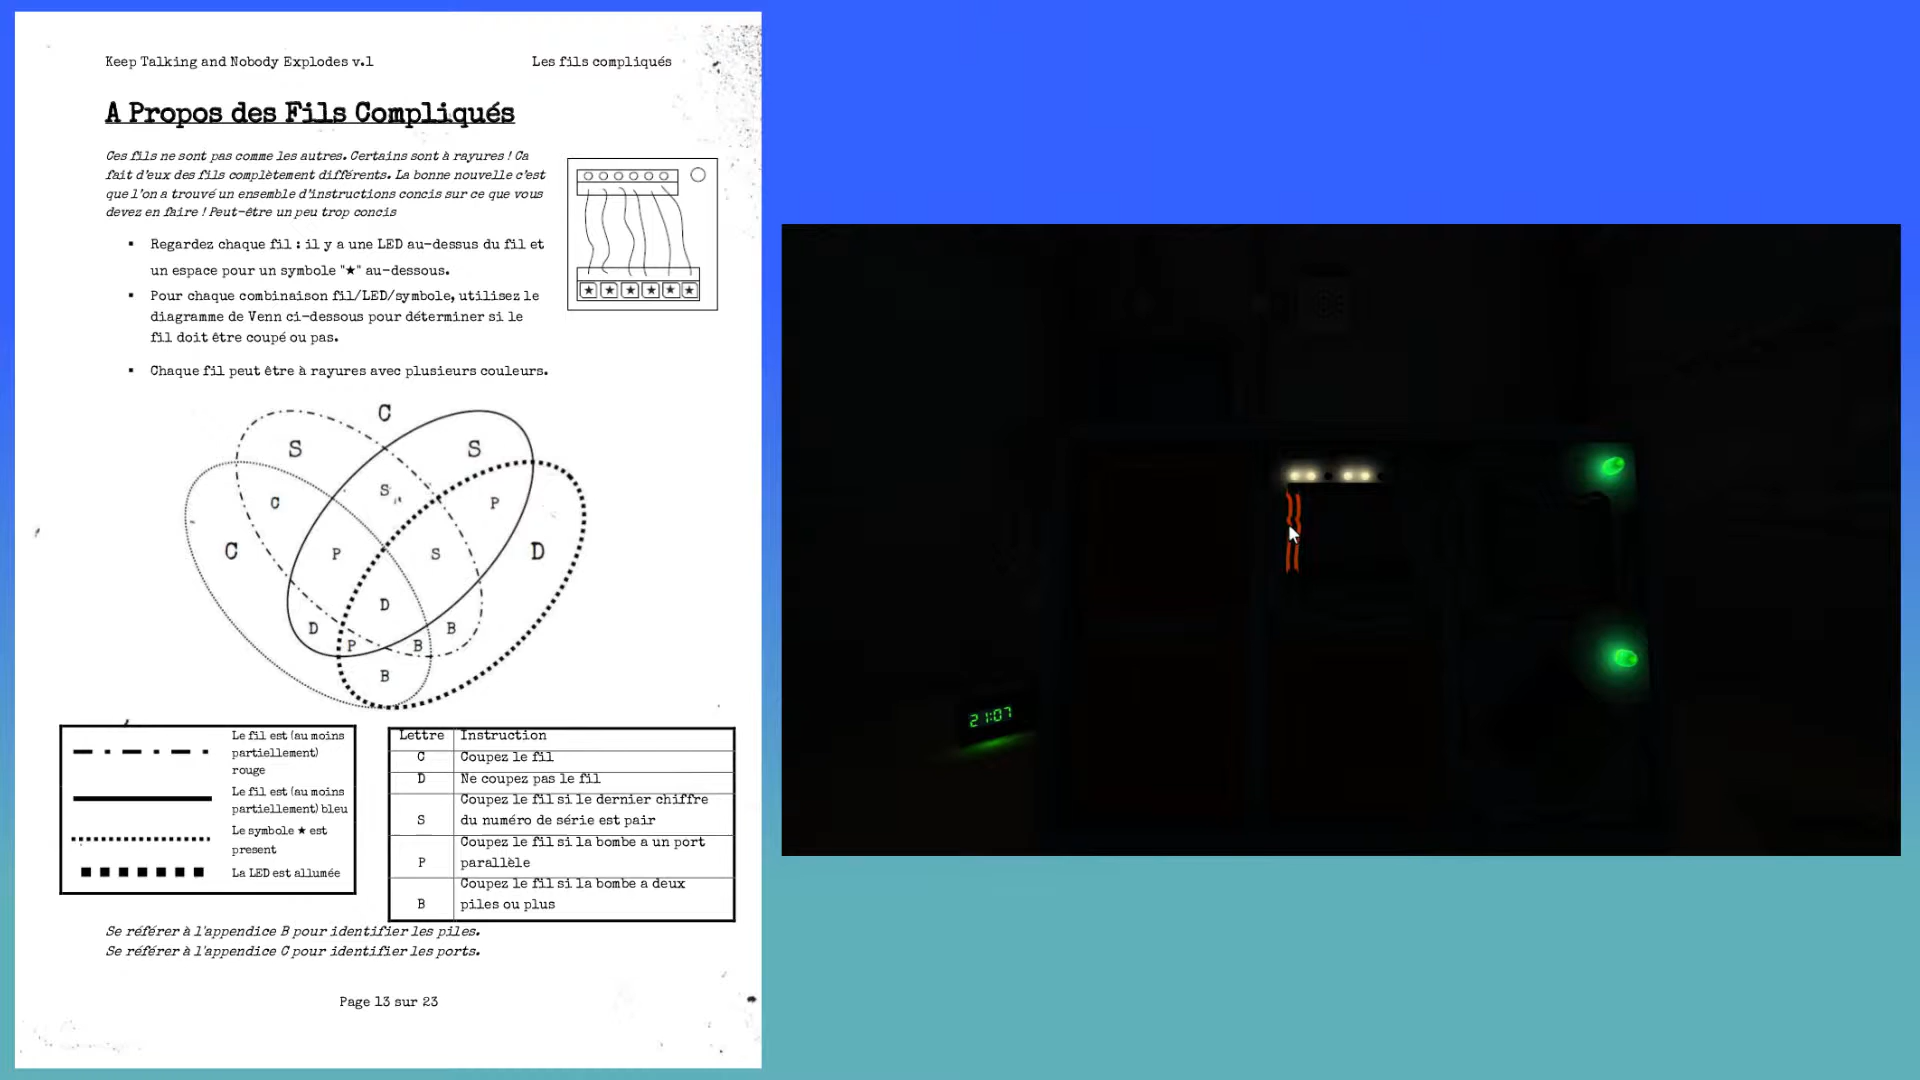 Keep Talking and Nobody Explodes v.1
Les fils compliqués
A Propos des Fils Compliqués
Ces fils ne sont pas comme les autres. Certains sont à rayures ! Ca
fait d'eux des fils complètement différents. La bonne nouvelle c'est
que l'on a trouvé un ensemble d'instructions concis sur ce que vous
devez en faire ! Peut-être un peu trop concis
▪ Regardez chaque fil : il y a une LED au-dessus du fil et
un espace pour un symbole "★" au-dessous.
▪ Pour chaque combinaison fil/LED/symbole, utilisez le
diagramme de Venn ci-dessous pour déterminer si le
fil doit être coupé ou pas.
▪ Chaque fil peut être à rayures avec plusieurs couleurs.
C
S S
S
C P
C P S D
D
D B
P B
B
Le fil est (au moins
partiellement)
rouge
Le fil est (au moins
partiellement) bleu
Le symbole ★ est
present
La LED est allumée
Lettre Instruction
C Coupez le fil
D Ne coupez pas le fil
Coupez le fil si le dernier chiffre
S du numéro de série est pair
Coupez le fil si la bombe a un port
P parallèle
Coupez le fil si la bombe a deux
B piles ou plus
Se référer à l'appendice B pour identifier les piles.
Se référer à l'appendice C pour identifier les ports.
Page 13 sur 23
21:07